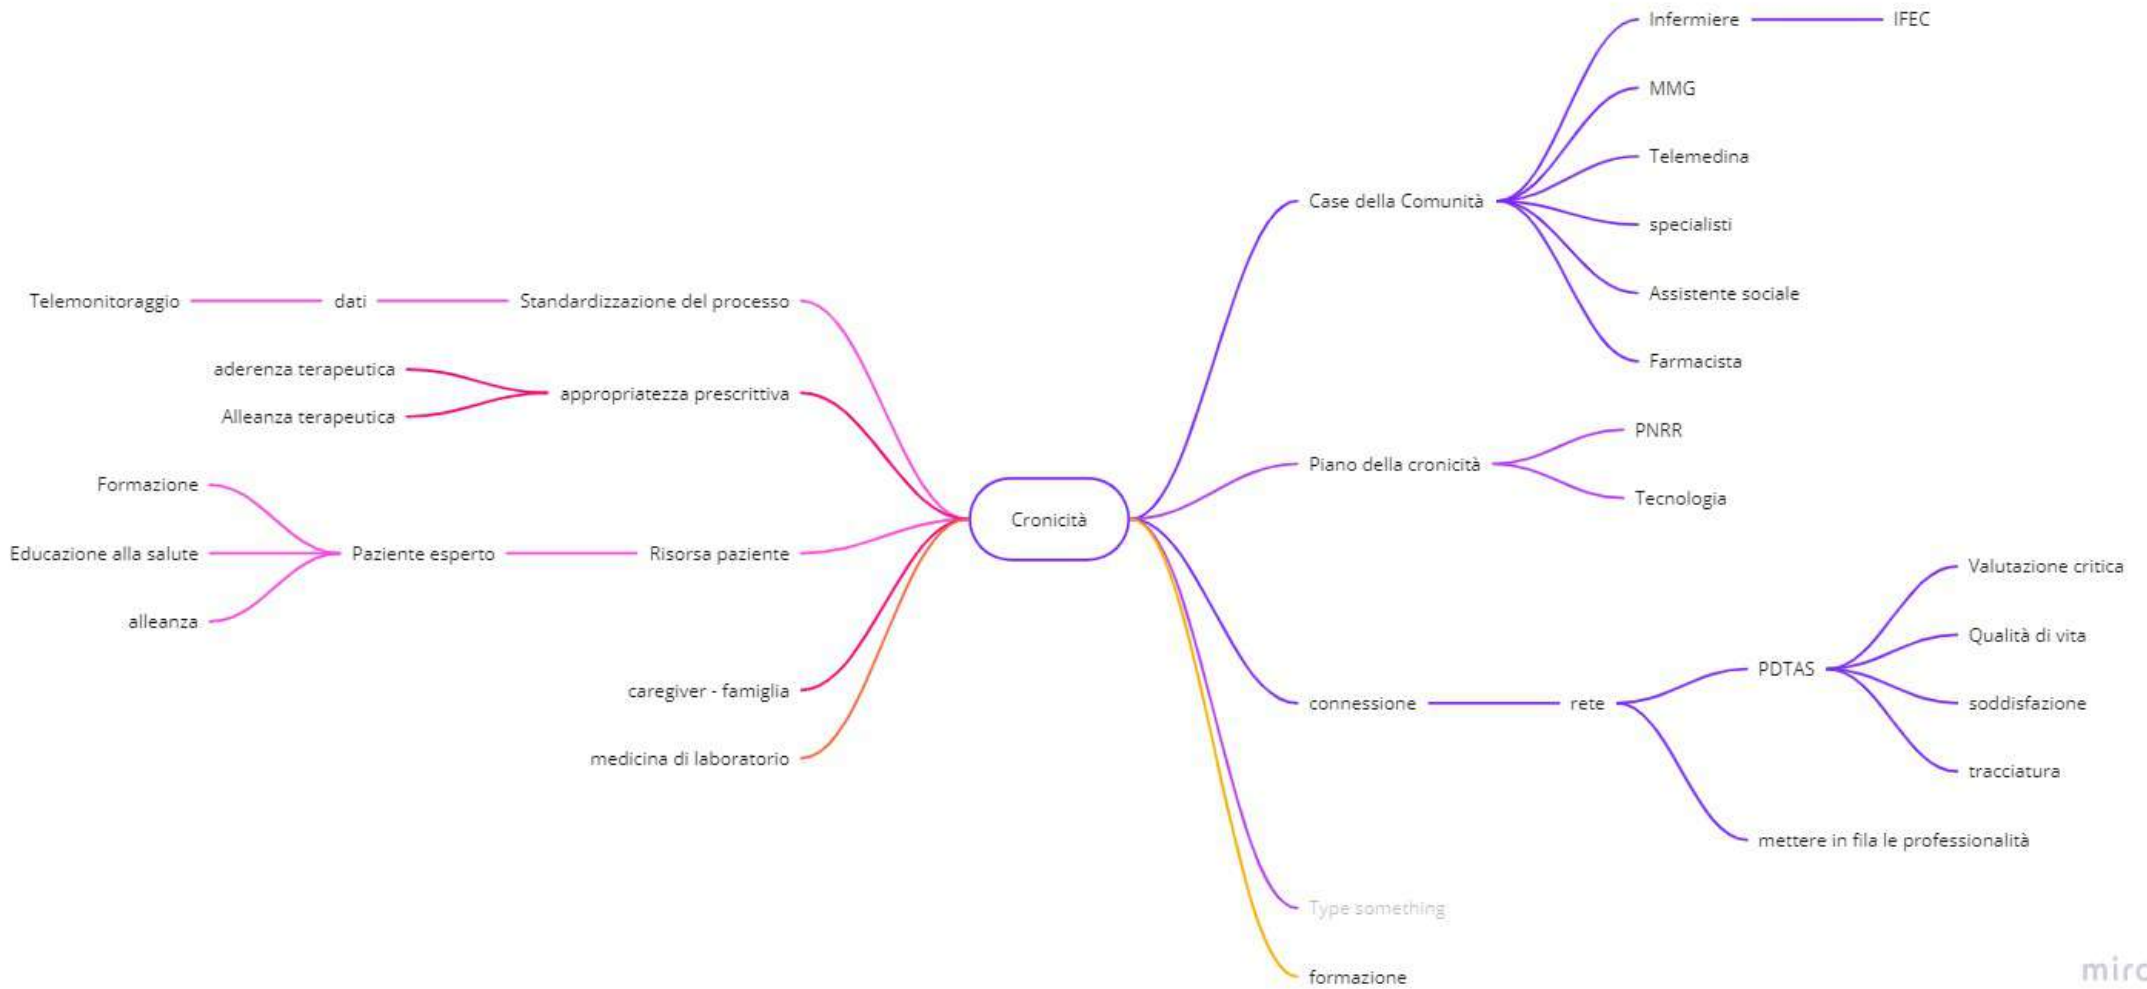 Cronicità
Case della Comunità
Infermiere
IFEC
MMG
Telemedina
specialisti
Assistente sociale
Farmacista
Piano della cronicità
PNRR
Tecnologia
connessione
rete
PDTAS
Valutazione critica
Qualità di vita
soddisfazione
tracciatura
mettere in fila le professionalità
Type something
formazione
Standardizzazione del processo
dati
Telemonitoraggio
appropriatezza prescrittiva
aderenza terapeutica
Alleanza terapeutica
Risorsa paziente
Paziente esperto
Formazione
Educazione alla salute
alleanza
caregiver - famiglia
medicina di laboratorio